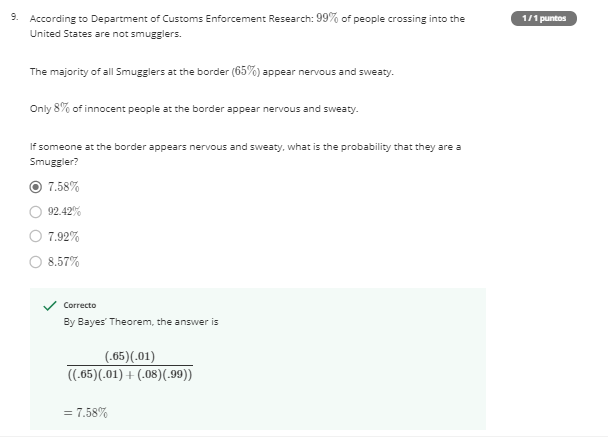 9. According to Department of Customs Enforcement Research: 99% of people crossing into the
United States are not smugglers.
1 / 1 puntos
The majority of all Smugglers at the border (65%) appear nervous and sweaty.
Only 8% of innocent people at the border appear nervous and sweaty.
If someone at the border appears nervous and sweaty, what is the probability that they are a
Smuggler?
7.58%
92.42%
7.92%
8.57%
Correcto
By Bayes' Theorem, the answer is
(.65)(.01)
((.65)(.01) + (.08)(.99))
= 7.58%